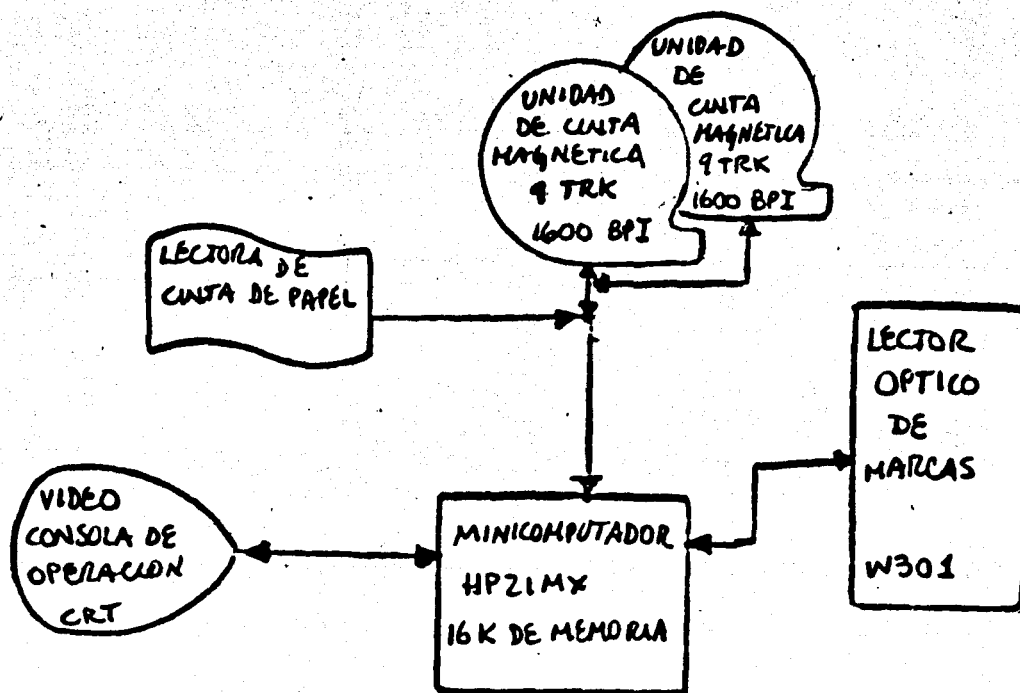 UNIDAD
DE
CINTA
MAGNETICA
9 TRK
1600 BPI
UNIDAD
DE CINTA
MAGNETICA
9 TRK
1600 BPI
LECTORA DE
CINTA DE PAPEL
LECTOR
OPTICO
DE
MARCAS
W301
VIDEO
CONSOLA DE
OPERACION
CRT
MINICOMPUTADOR
HP21MX
16K DE MEMORIA